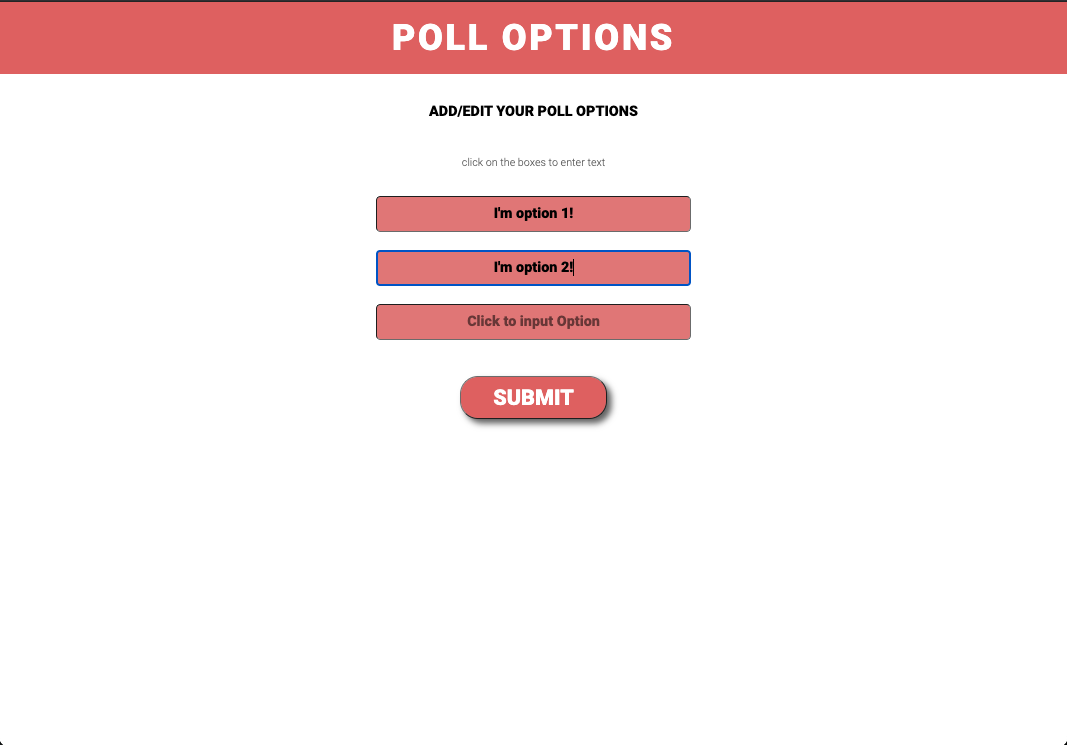 POLL OPTIONS
ADD/EDIT YOUR POLL OPTIONS
click on the boxes to enter text
I'm option 1!
I'm option 2!
Click to input Option
SUBMIT